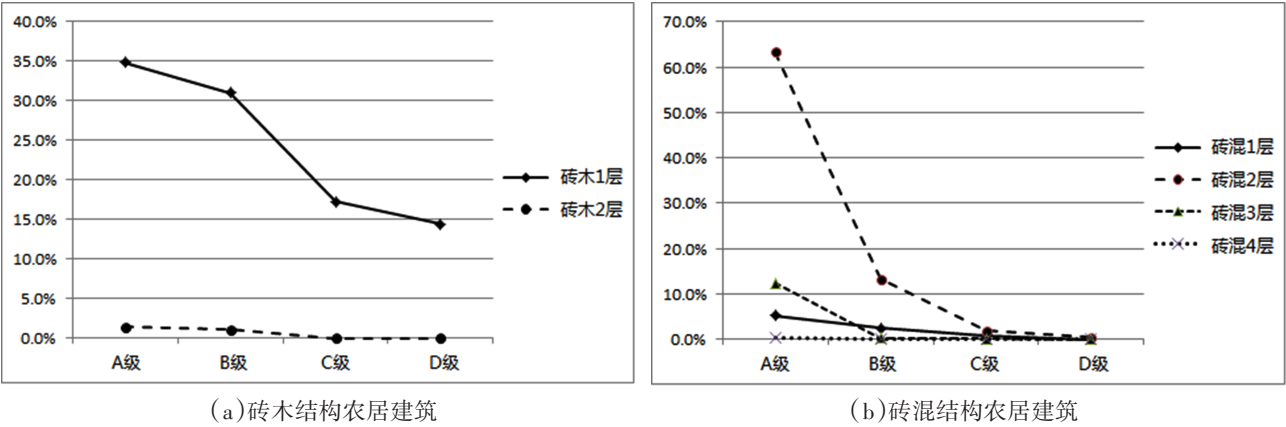 40.0%
35.0%
30.0%
25.0%
20.0%
15.0%
10.0%
5.0%
0.0%
A级 B级 C级 D级
砖木1层
砖木2层
(a)砖木结构农居建筑
70.0%
60.0%
50.0%
40.0%
30.0%
20.0%
10.0%
0.0%
A级 B级 C级 D级
砖混1层
砖混2层
砖混3层
砖混4层
(b)砖混结构农居建筑